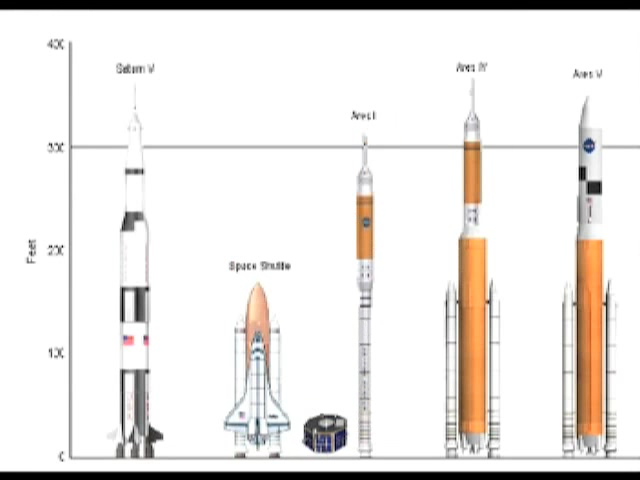 400
Saturn V
Ares IV
Ares V
Ares I
300
Space Shuttle
200
Feet
100
0